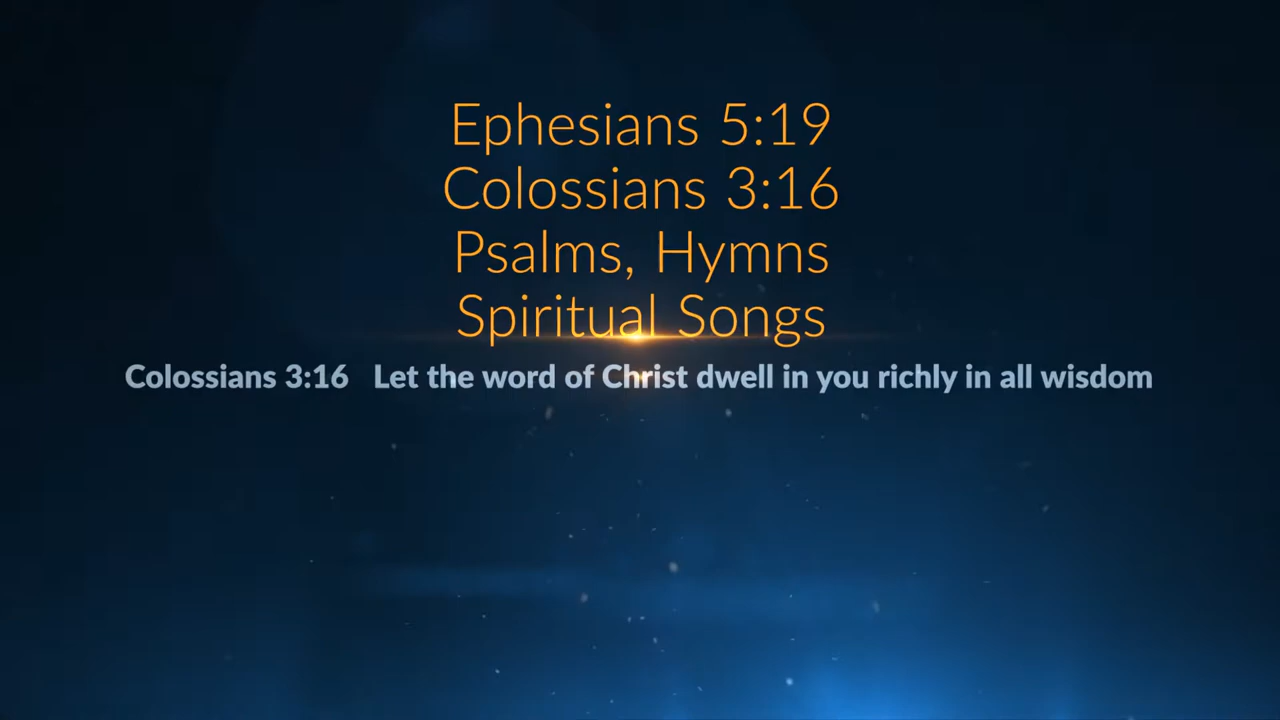 Ephesians 5:19
Colossians 3:16
Psalms, Hymns
Spiritual Songs
Colossians 3:16 Let the word of Christ dwell in you richly in all wisdom